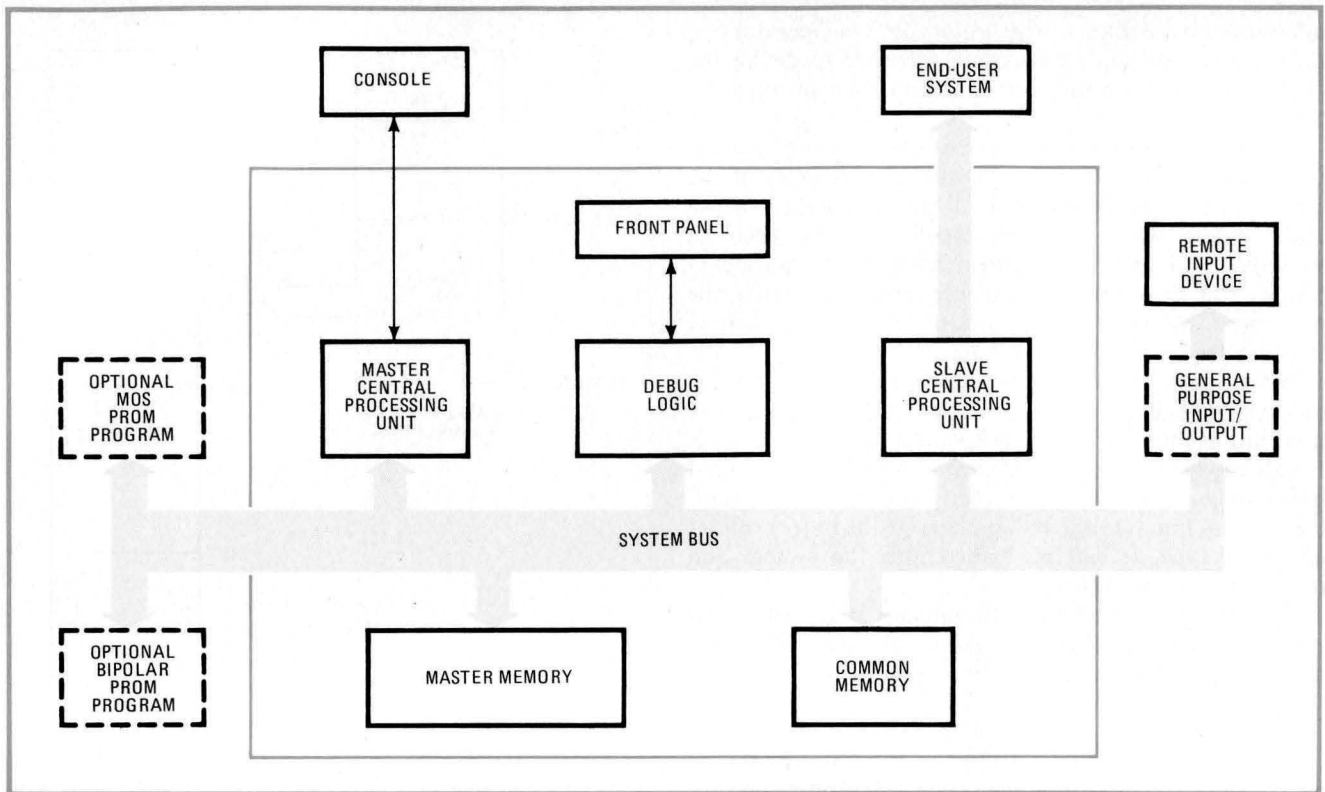 CONSOLE
END-USER
SYSTEM
FRONT PANEL
REMOTE
INPUT
DEVICE
OPTIONAL
MOS
PROM
PROGRAM
MASTER
CENTRAL
PROCESSING
UNIT
DEBUG
LOGIC
SLAVE
CENTRAL
PROCESSING
UNIT
GENERAL
PURPOSE
INPUT/
OUTPUT
SYSTEM BUS
OPTIONAL
BIPOLAR
PROM
PROGRAM
MASTER MEMORY
COMMON
MEMORY